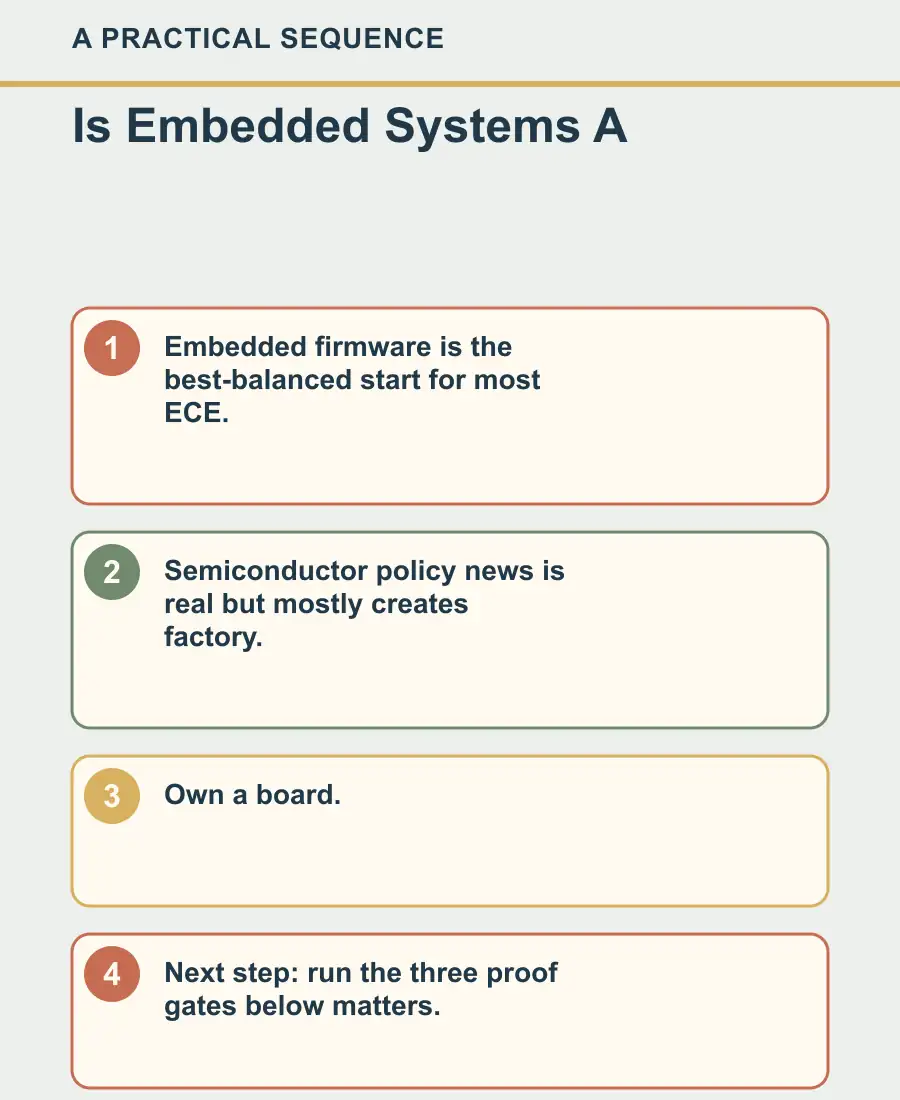 A PRACTICAL SEQUENCE
Is Embedded Systems A
1
Embedded firmware is the
best-balanced start for most
ECE.
2
Semiconductor policy news is
real but mostly creates
factory.
3
Own a board.
4
Next step: run the three proof
gates below matters.